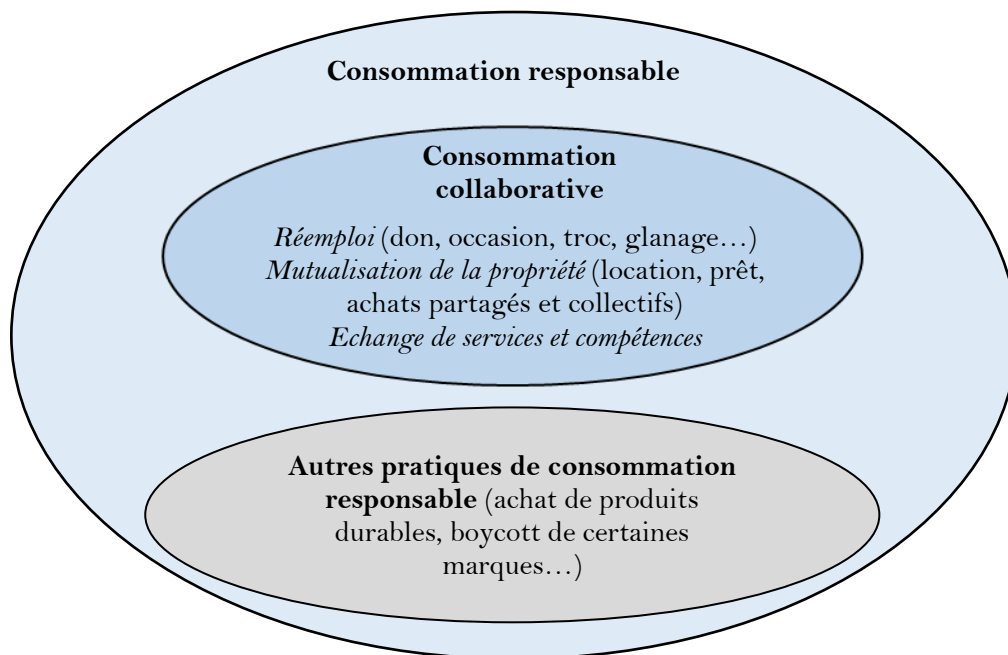 Consommation responsable
Consommation
collaborative
Réemploi (don, occasion, troc, glanage…)
Mutualisation de la propriété (location, prêt,
achats partagés et collectifs)
Echange de services et compétences
Autres pratiques de consommation
responsable (achat de produits
durables, boycott de certaines
marques…)